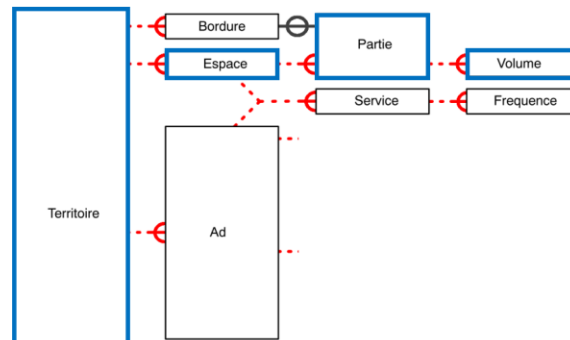 Bordure
Partie
Espace
Volume
Service
Frequence
Territoire
Ad